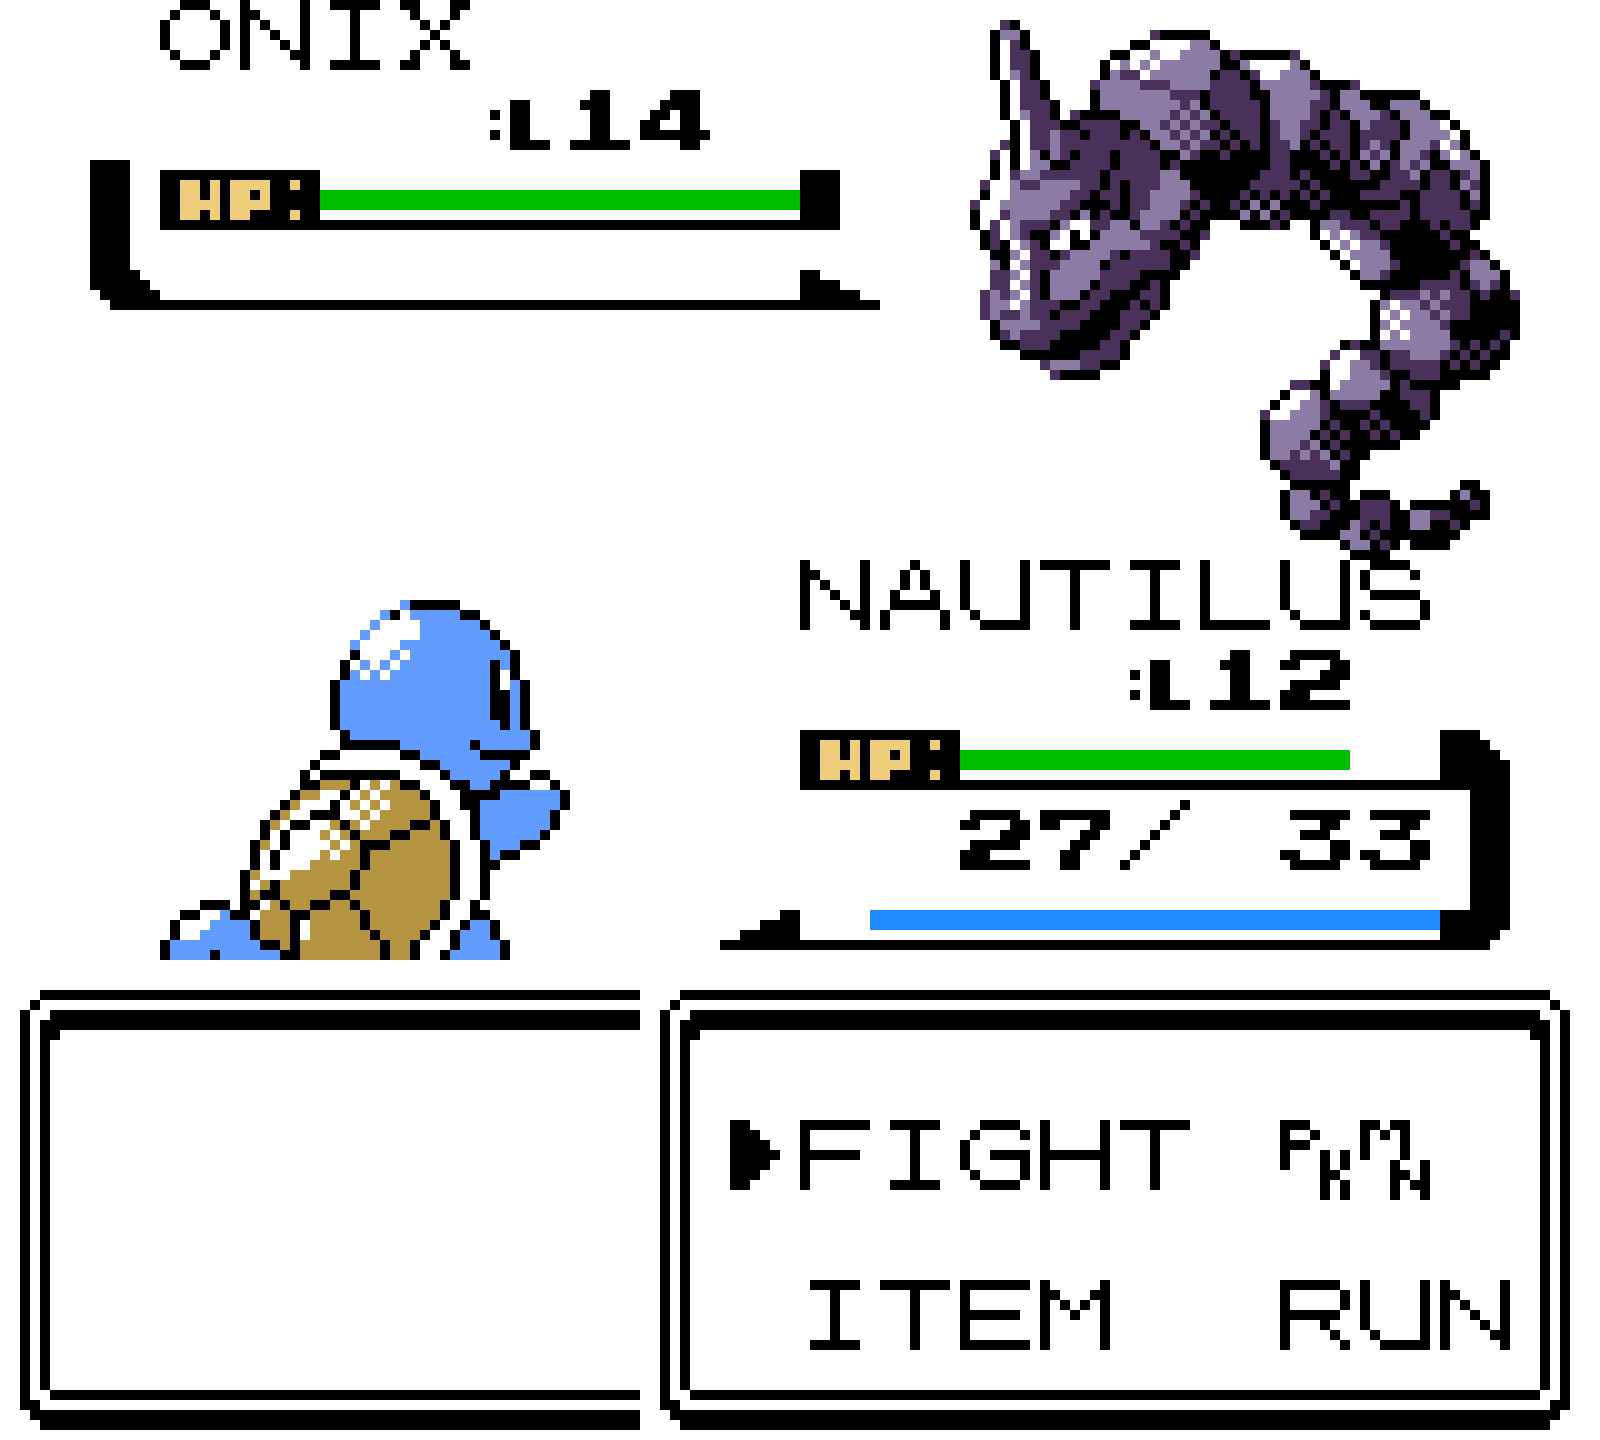 ONIX
:L14
HP:
NAUTILUS
:L12
HP:
27/ 33
FIGHT PKMN
ITEM RUN